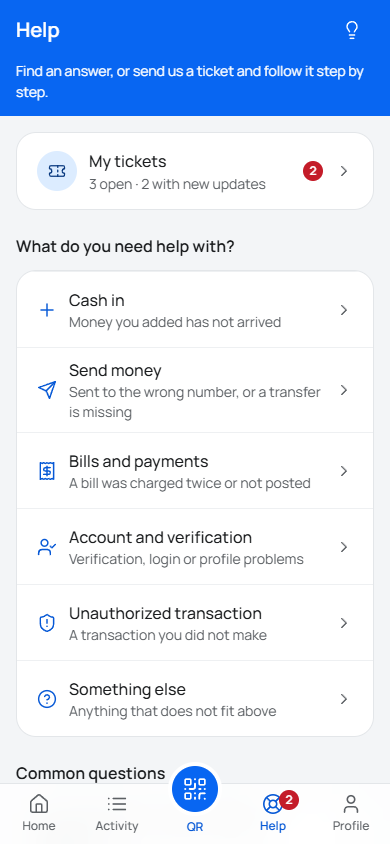 Help
Find an answer, or send us a ticket and follow it step by
step.
My tickets
3 open · 2 with new updates
2
What do you need help with?
Cash in
Money you added has not arrived
Send money
Sent to the wrong number, or a transfer
is missing
Bills and payments
A bill was charged twice or not posted
Account and verification
Verification, login or profile problems
Unauthorized transaction
A transaction you did not make
Something else
Anything that does not fit above
Common questions
2
Home
Activity
QR
Help
Profile